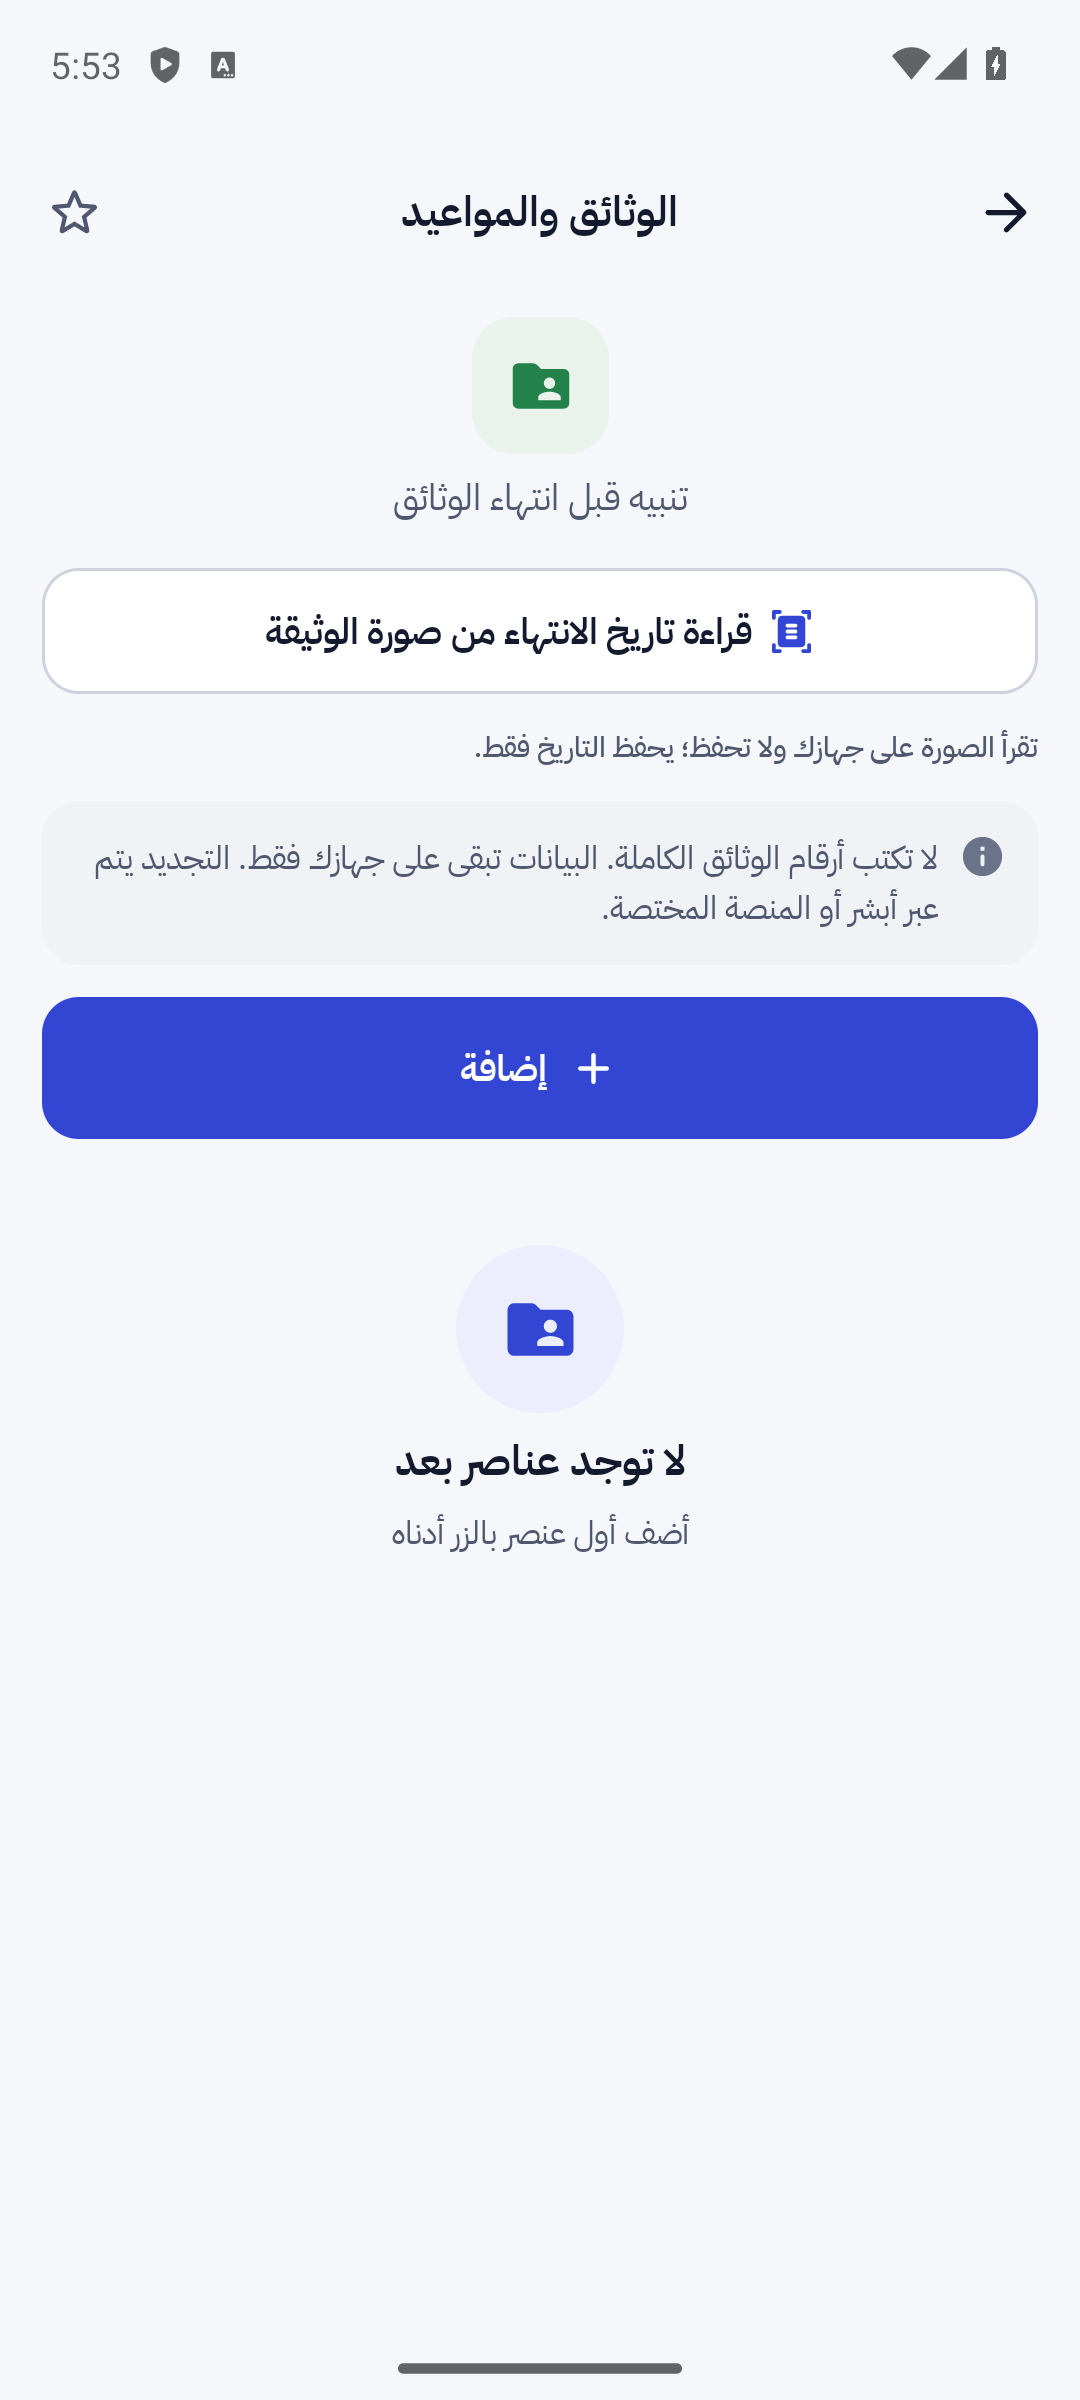 5:53
الوثائق والمواعيد
تنبيه قبل انتهاء الوثائق
قراءة تاريخ الانتهاء من صورة الوثيقة
تقرأ الصورة على جهازك ولا تحفظ؛ يحفظ التاريخ فقط.
لا تكتب أرقام الوثائق الكاملة. البيانات تبقى على جهازك فقط. التجديد يتم
عبر أبشر أو المنصة المختصة.
إضافة
لا توجد عناصر بعد
أضف أول عنصر بالزر أدناه